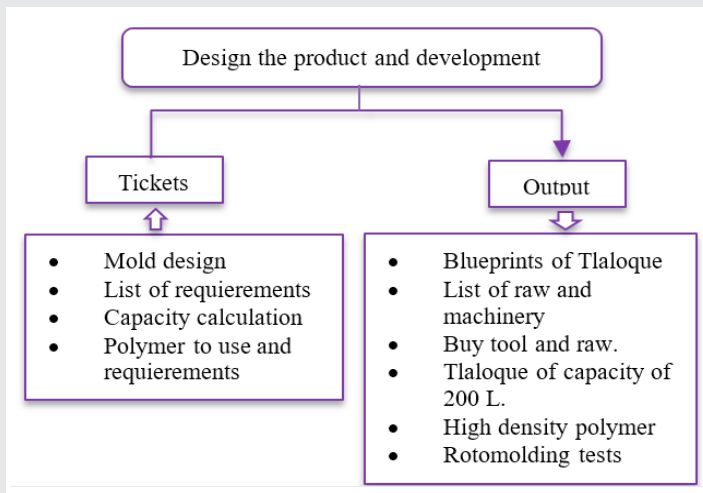 Design the product and development
Tickets
Output
• Mold design
• List of requierements
• Capacity calculation
• Polymer to use and
requierements
• Blueprints of Tlaloque
• List of raw and
machinery
• Buy tool and raw.
• Tlaloque of capacity of
200 L.
• High density polymer
• Rotomolding tests